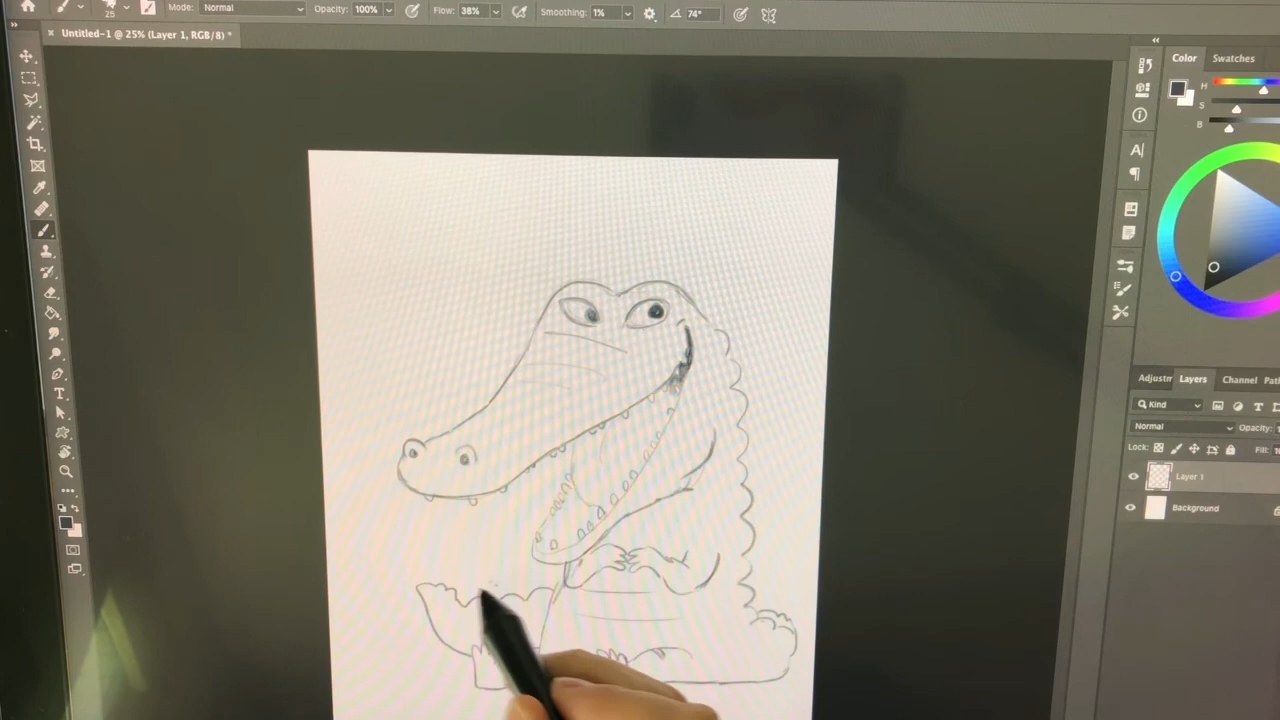 25 Mode: Normal Opacity: 100% Flow: 38% Smoothing: 1% 74°
× Untitled-1 @ 25% (Layer 1, RGB/8) *
Color Swatches
H
S
B
Layers Channel
Kind
Normal Opacity:
Lock: Fill:
Layer 1
Background